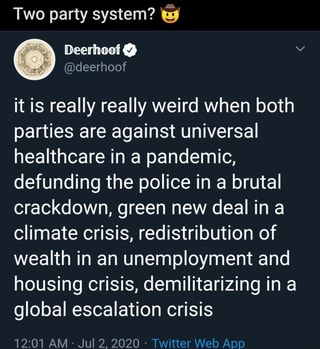 Two party system? 🤠
Deerhoof
@deerhoof
it is really really weird when both
parties are against universal
healthcare in a pandemic,
defunding the police in a brutal
crackdown, green new deal in a
climate crisis, redistribution of
wealth in an unemployment and
housing crisis, demilitarizing in a
global escalation crisis
12:01 AM · Jul 2, 2020 · Twitter Web App